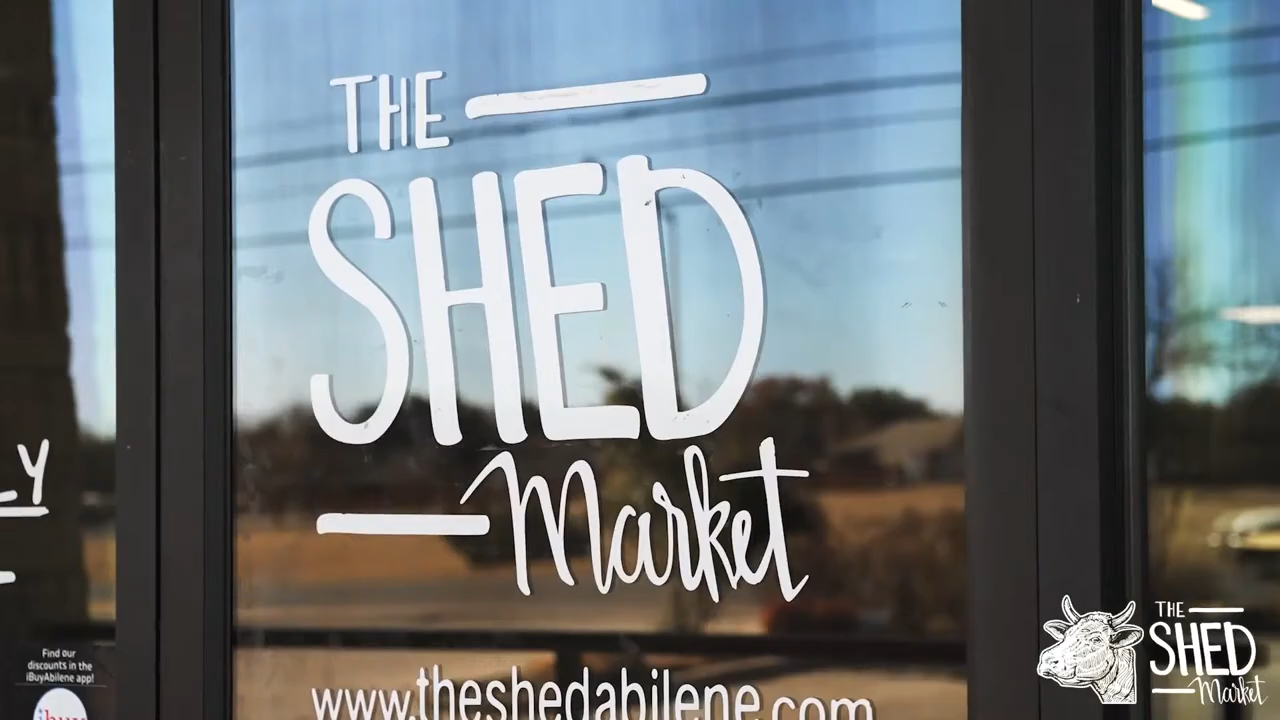 THE
SHED
Market
www.theshedabilene.com
Y
Find our
discounts in the
iBuyAbilene app!
THE
SHED
Market